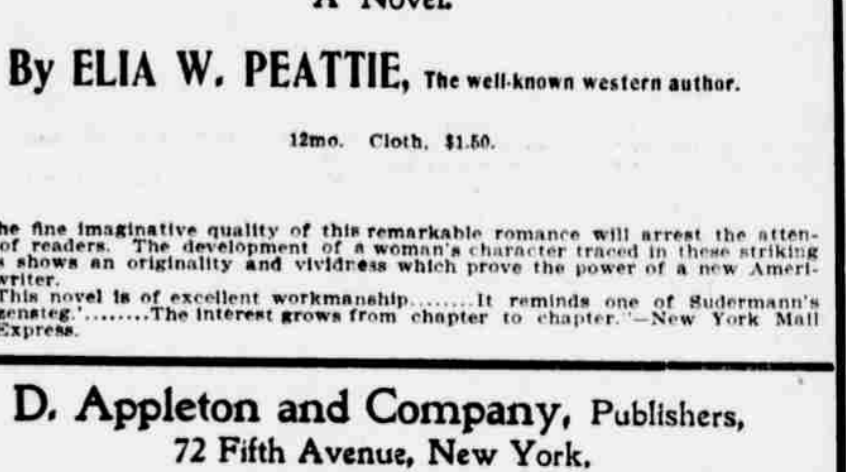 A Novel.
By ELIA W. PEATTIE, The well-known western author.
12mo. Cloth. $1.50.
he fine imaginative quality of this remarkable romance will arrest the atten-
of readers. The development of a woman's character traced in these striking
s shows an originality and vividness which prove the power of a new Ameri-
writer.
This novel is of excellent workmanship........It reminds one of Sudermann's
zensteg.'........The interest grows from chapter to chapter."—New York Mail
Express.
D. Appleton and Company, Publishers,
72 Fifth Avenue, New York.